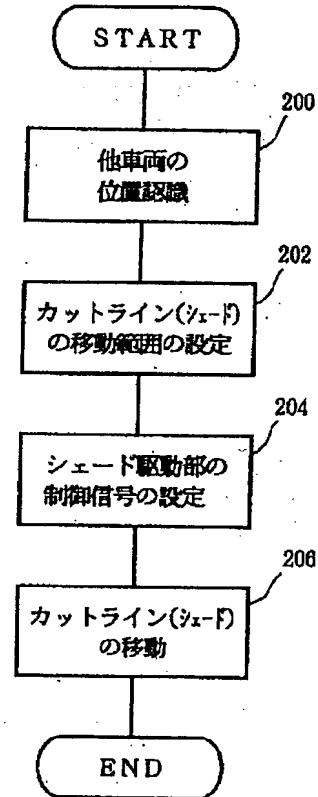 START
200
他車両の
位置認識
202
カットライン(シェード)
の移動範囲の設定
204
シェード駆動部の
制御信号の設定
206
カットライン(シェード)
の移動
END